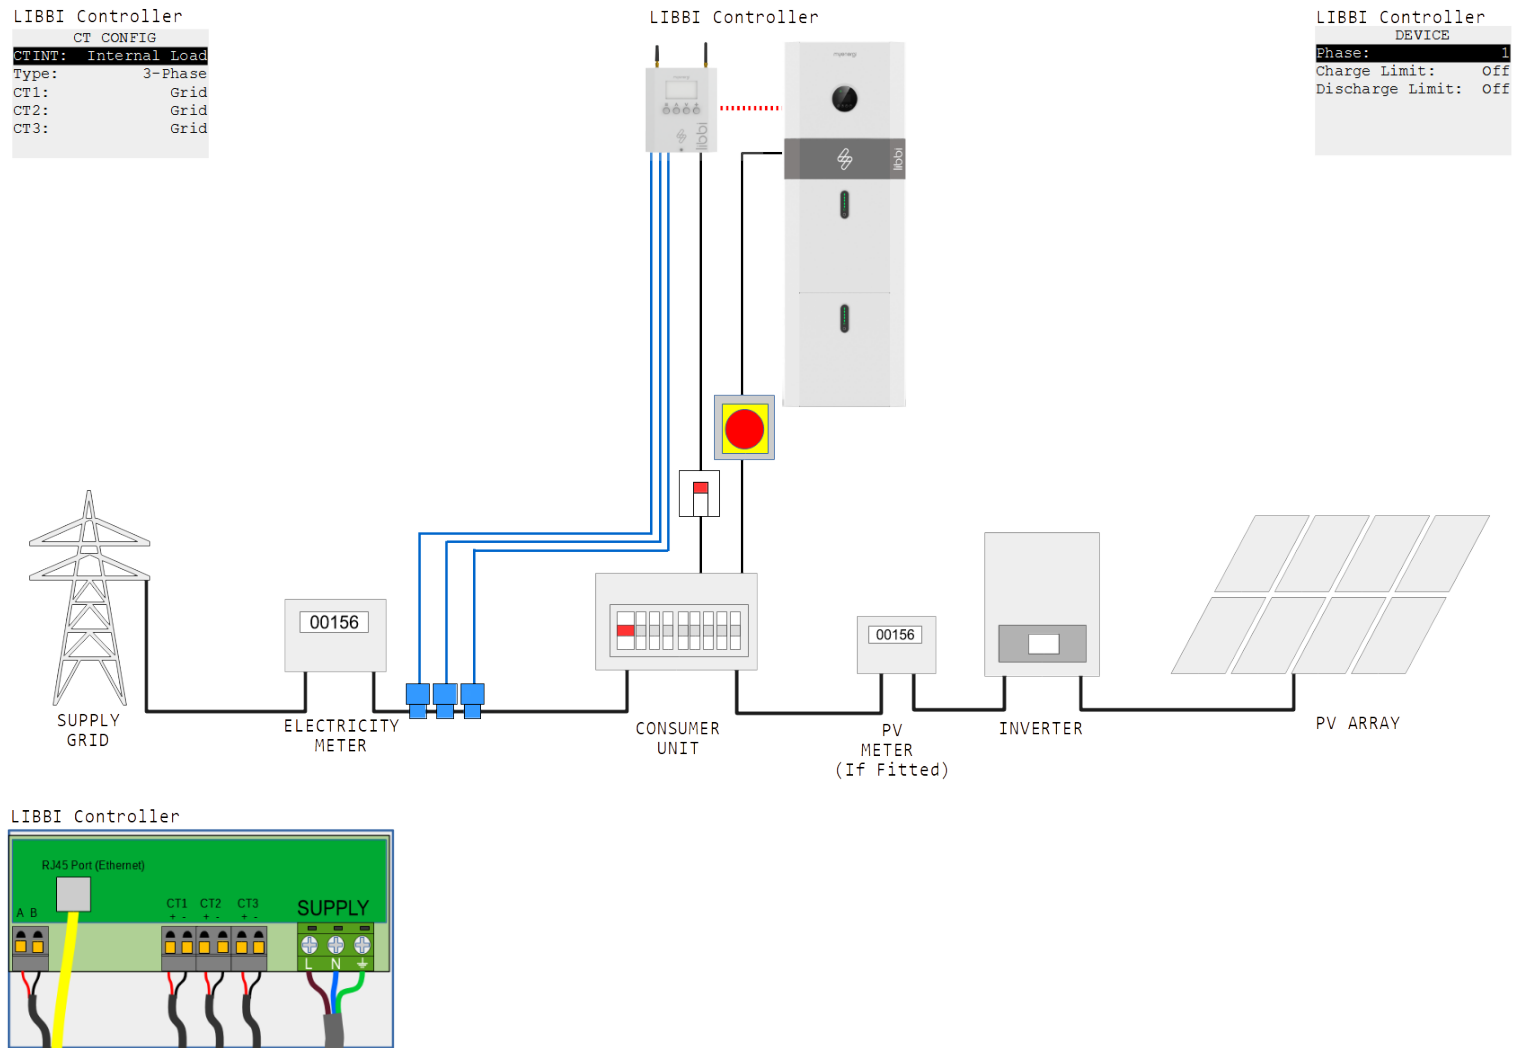 LIBBI Controller
CT CONFIG
CTINT: Internal Load
Type: 3-Phase
CT1: Grid
CT2: Grid
CT3: Grid
LIBBI Controller
myenergi
libbi
myenergi
libbi
LIBBI Controller
DEVICE
Phase: 1
Charge Limit: Off
Discharge Limit: Off
SUPPLY
GRID
00156
ELECTRICITY
METER
CONSUMER
UNIT
00156
PV
METER
(If Fitted)
INVERTER
PV ARRAY
LIBBI Controller
RJ45 Port (Ethernet)
A B
CT1 CT2 CT3
+ - + - + -
SUPPLY
L N